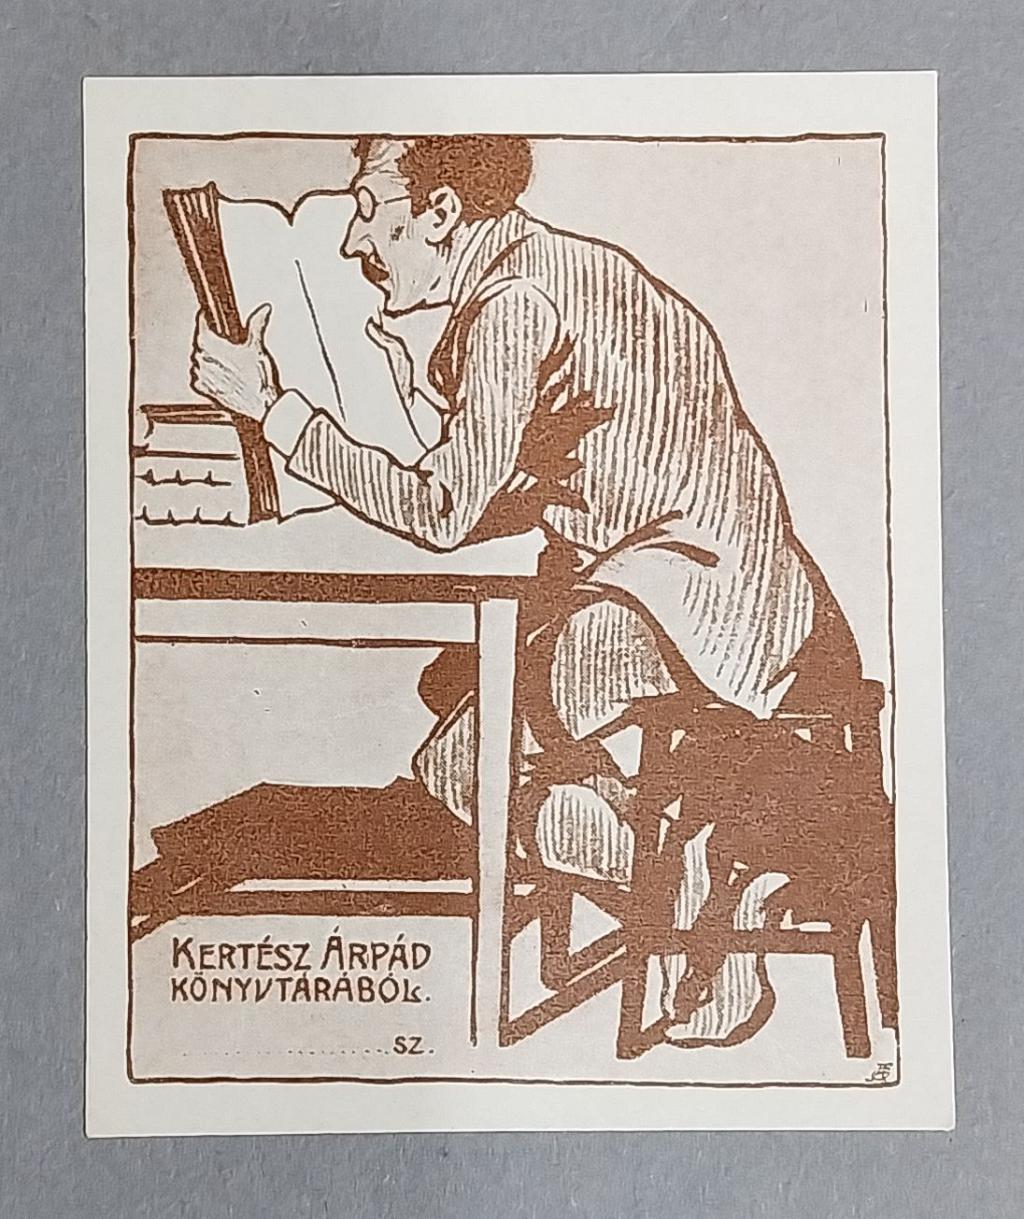 KERTÉSZ ÁRPÁD
KÖNYVTÁRÁBÓL.
....................SZ.